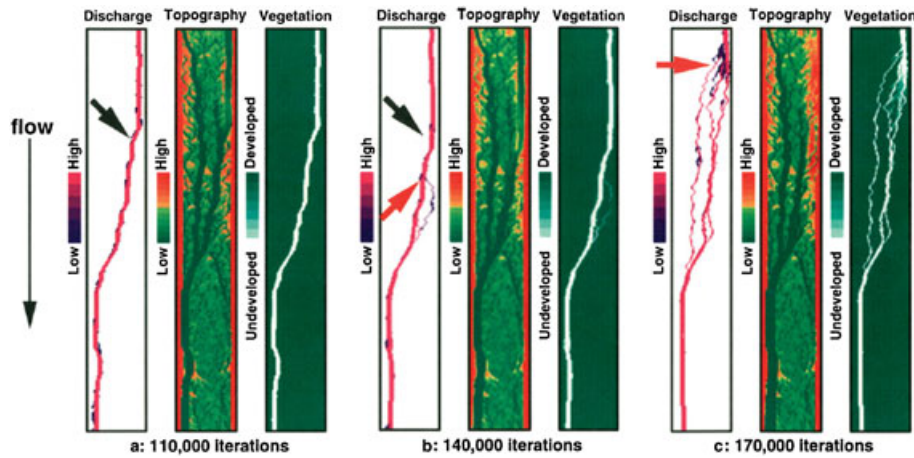 Discharge Topography Vegetation
Discharge Topography Vegetation
Discharge Topography Vegetation
flow
High
Low
High
Low
Developed
Undeveloped
High
Low
High
Low
Developed
Undeveloped
High
Low
High
Low
Developed
Undeveloped
a: 110,000 Iterations
b: 140,000 iterations
c: 170,000 Iterations